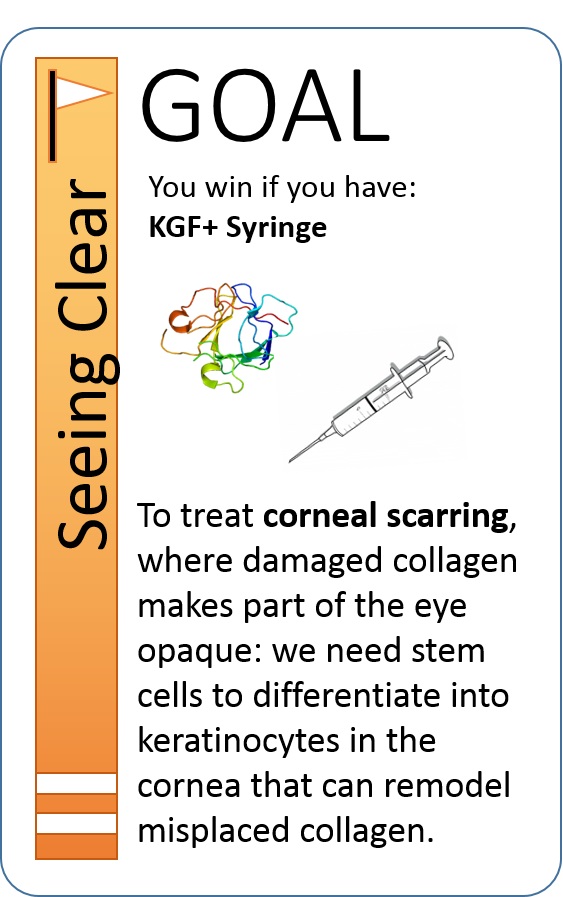 Seeing Clear
GOAL
You win if you have:
KGF+ Syringe
To treat corneal scarring,
where damaged collagen
makes part of the eye
opaque: we need stem
cells to differentiate into
keratinocytes in the
cornea that can remodel
misplaced collagen.